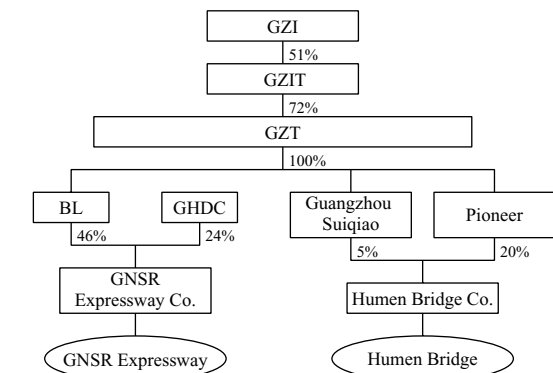 GZI
51%
GZIT
72%
GZT
100%
BL
GHDC
Guangzhou
Suiqiao
Pioneer
46%
24%
5%
20%
GNSR
Expressway Co.
Humen Bridge Co.
GNSR Expressway
Humen Bridge